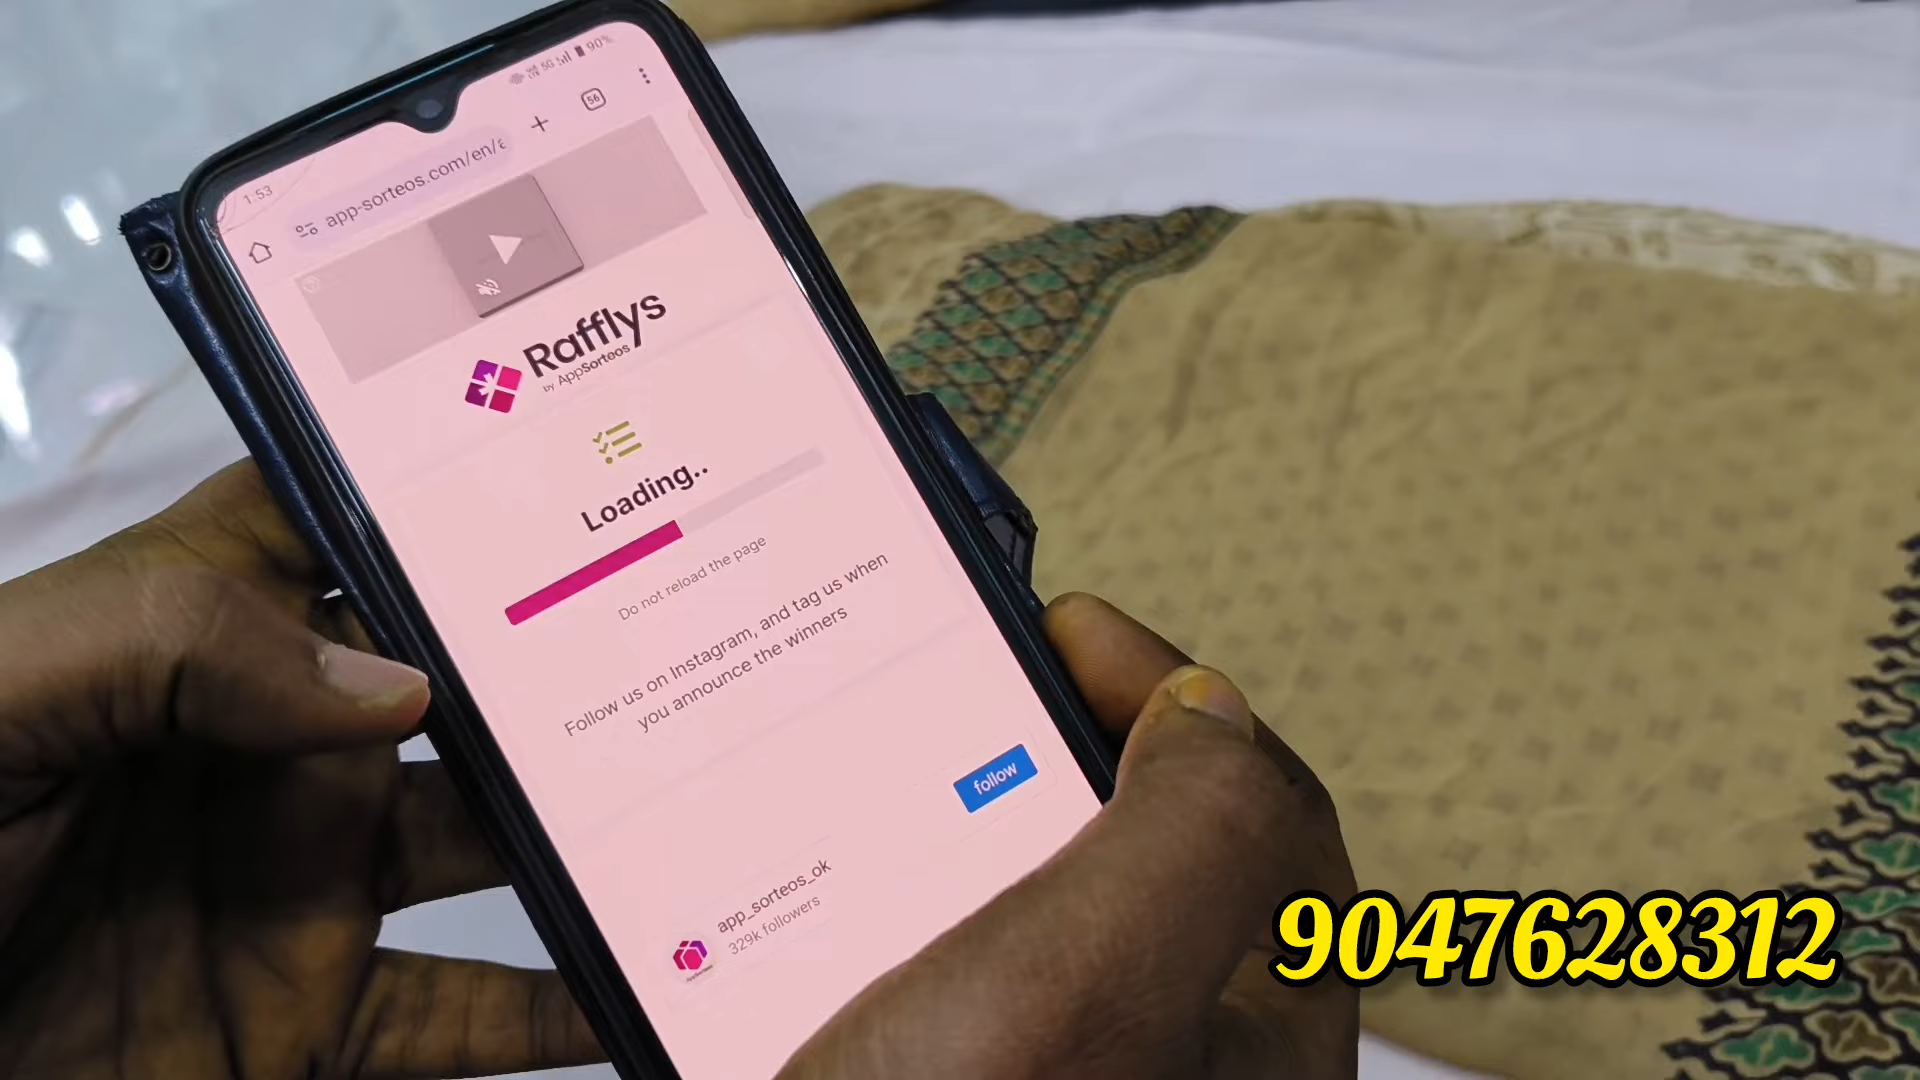 5G 90%
1:53
app-sorteos.com/en/a
56
Rafflys
by AppSorteos
Loading..
Do not reload the page
Follow us on Instagram, and tag us when
you announce the winners
follow
app_sorteos_ok
329k followers
9047628312